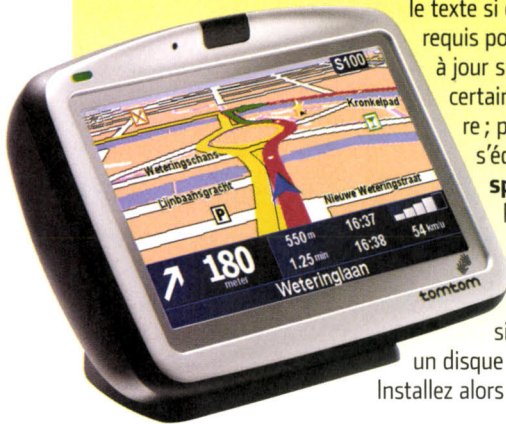 le texte si
requis po
à jour s
certain
re ; p
s'éc
sp
si
un disque
Installez alors
S100
Kronkelpad
Weteringschans
Lijnbaansgracht
P
Nieuwe Weteringstraat
180
meter
550 m
1.25 min
16:37
16:38
54 km/u
Weteringlaan
tomtom